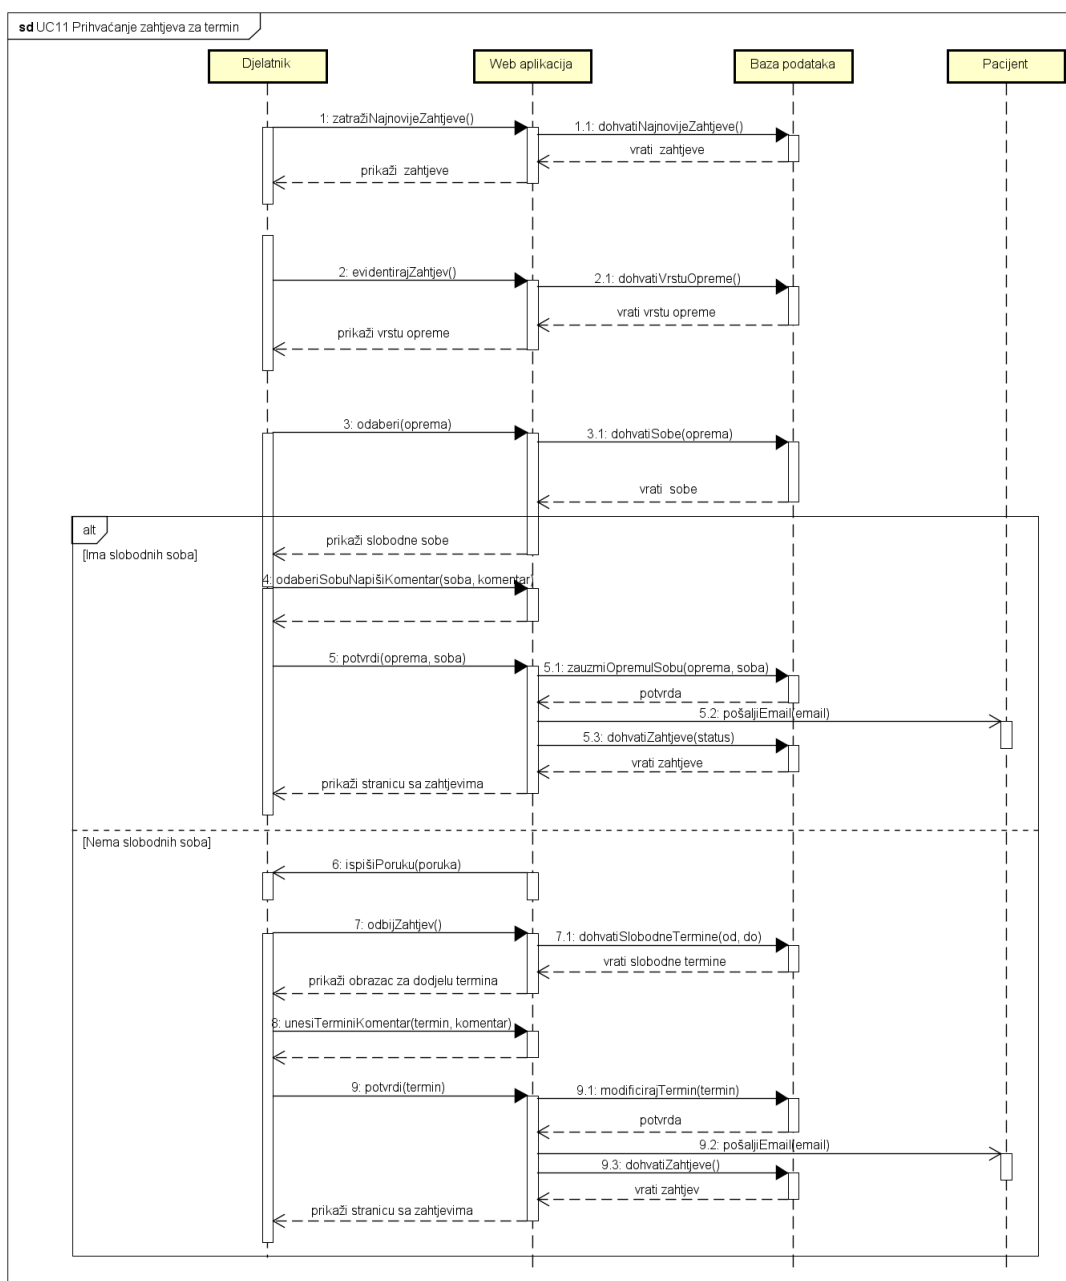 sd UC11 Prihvaćanje zahtjeva za termin
Djelatnik
Web aplikacija
Baza podataka
Pacijent
1: zatražiNajnovijeZahtjeve()
1.1: dohvatiNajnovijeZahtjeve()
vrati zahtjeve
prikaži zahtjeve
2: evidentirajZahtjev()
2.1: dohvatiVrstuOpreme()
vrati vrstu opreme
prikaži vrstu opreme
3: odaberi(oprema)
3.1: dohvatiSobe(oprema)
vrati sobe
alt
[Ima slobodnih soba]
prikaži slobodne sobe
4: odaberiSobuNapišiKomentar(soba, komentar)
5: potvrdi(oprema, soba)
5.1: zauzmiOpremuISobu(oprema, soba)
potvrda
5.2: pošaljiEmail(email)
5.3: dohvatiZahtjeve(status)
vrati zahtjeve
prikaži stranicu sa zahtjevima
[Nema slobodnih soba]
6: ispišiPoruku(poruka)
7: odbijZahtjev()
7.1: dohvatiSlobodneTermine(od, do)
vrati slobodne termine
prikaži obrazac za dodjelu termina
8: unesiTerminiKomentar(termin, komentar)
9: potvrdi(termin)
9.1: modificirajTermin(termin)
potvrda
9.2: pošaljiEmail(email)
9.3: dohvatiZahtjeve()
vrati zahtjev
prikaži stranicu sa zahtjevima